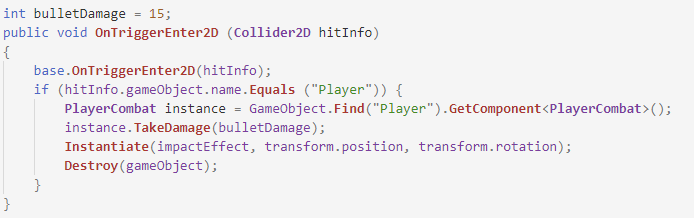 int bulletDamage = 15;
public void OnTriggerEnter2D (Collider2D hitInfo)
{
    base.OnTriggerEnter2D(hitInfo);
    if (hitInfo.gameObject.name.Equals ("Player")) {
        PlayerCombat instance = GameObject.Find("Player").GetComponent<PlayerCombat>();
        instance.TakeDamage(bulletDamage);
        Instantiate(impactEffect, transform.position, transform.rotation);
        Destroy(gameObject);
    }
}